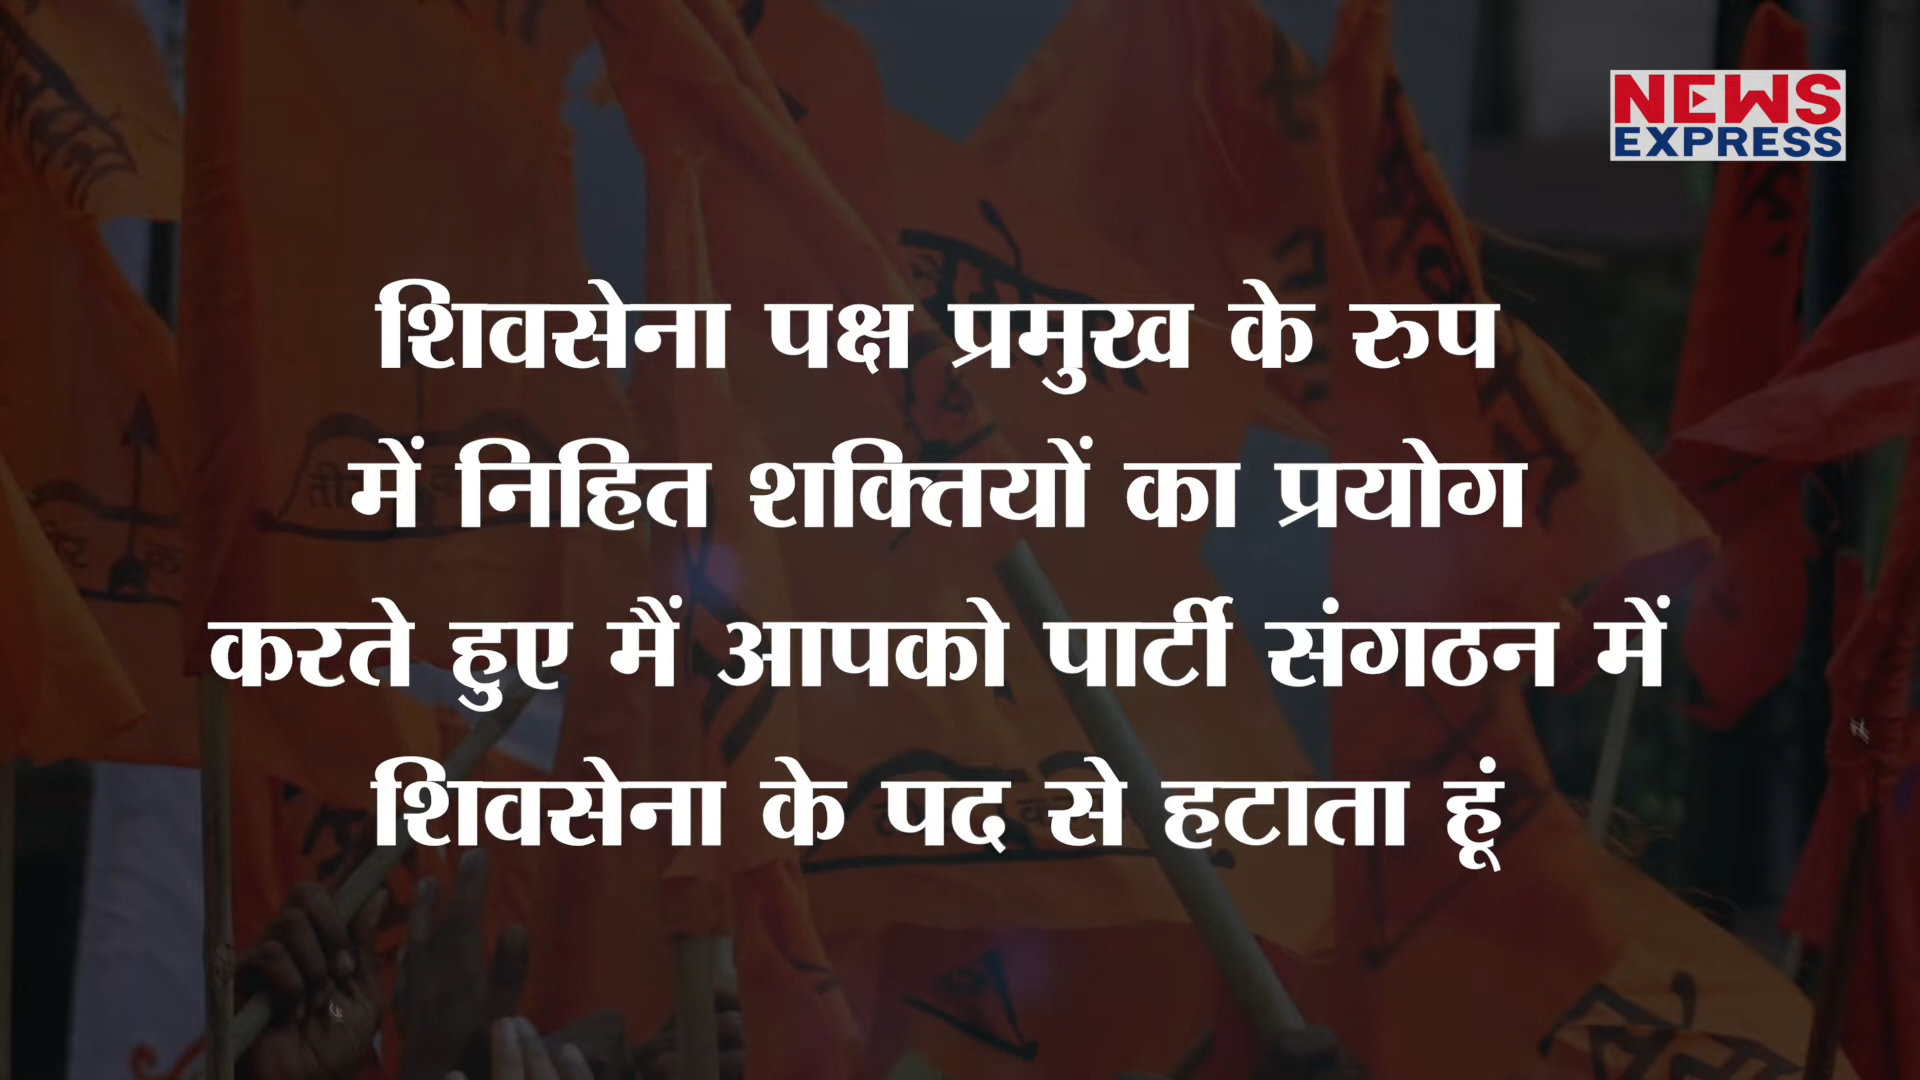 NEWS
EXPRESS
शिवसेना पक्ष प्रमुख के रुप
में निहित शक्तियों का प्रयोग
करते हुए मैं आपको पार्टी संगठन में
शिवसेना के पद से हटाता हूं